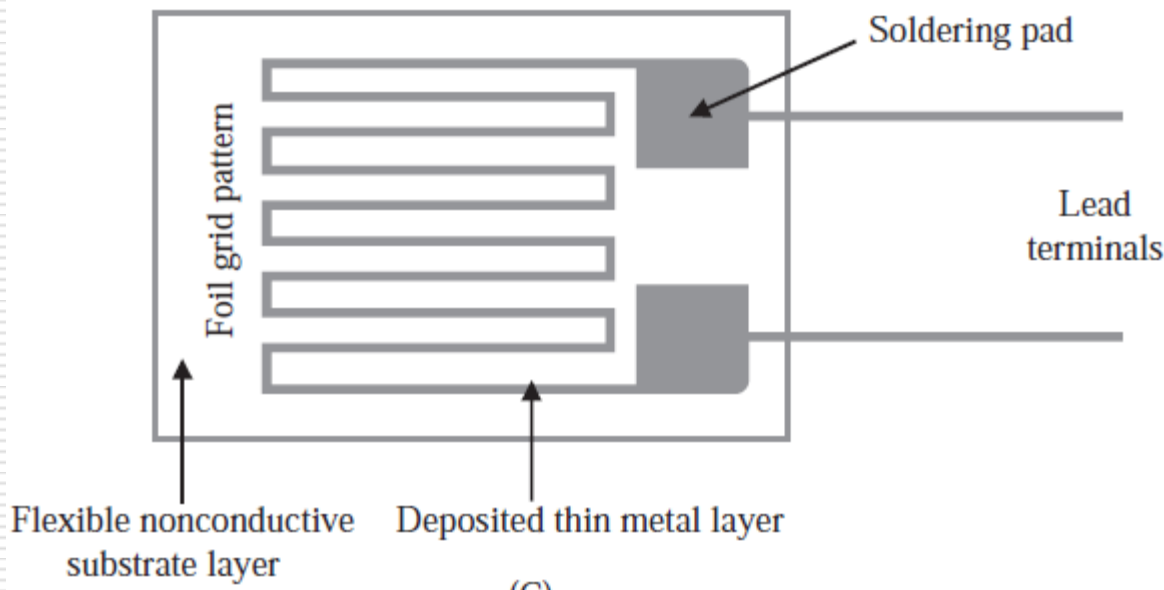 Soldering pad
Foil grid pattern
Lead
terminals
Flexible nonconductive
substrate layer
Deposited thin metal layer